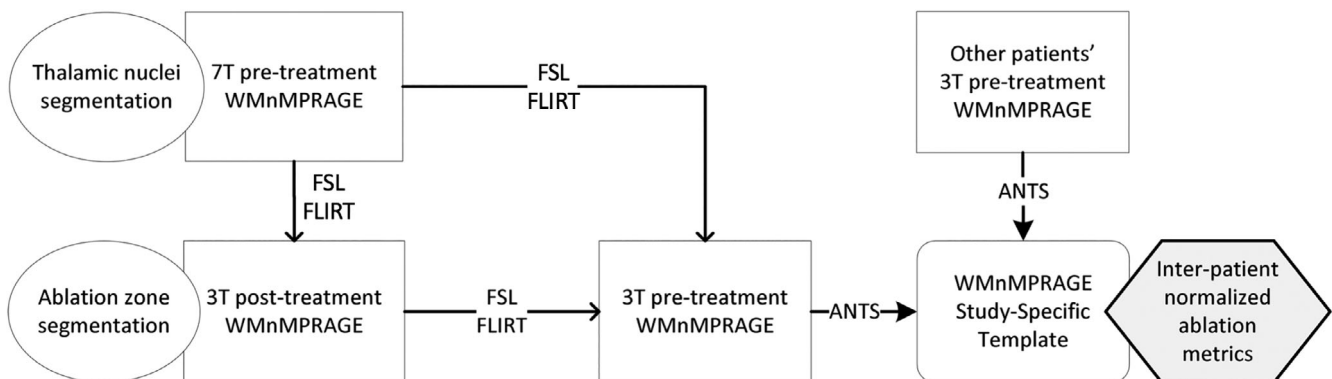 Thalamic nuclei
segmentation
7T pre-treatment
WMnMPRAGE
FSL
FLIRT
Other patients’
3T pre-treatment
WMnMPRAGE
FSL
FLIRT
ANTS
Ablation zone
segmentation
3T post-treatment
WMnMPRAGE
FSL
FLIRT
3T pre-treatment
WMnMPRAGE
ANTS
WMnMPRAGE
Study-Specific
Template
Inter-patient
normalized
ablation
metrics